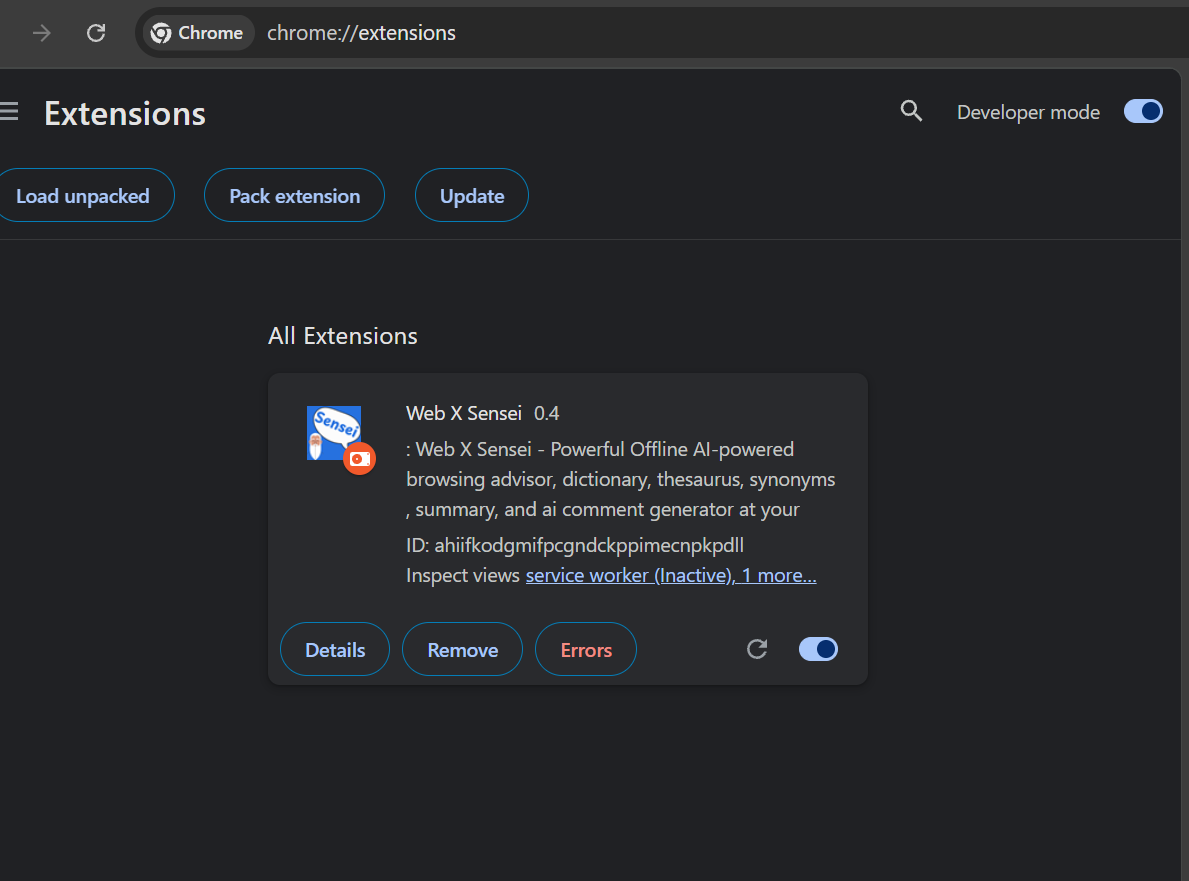 Chrome chrome://extensions
Extensions
Developer mode
Load unpacked
Pack extension
Update
All Extensions
Sensei
Web X Sensei 0.4
: Web X Sensei - Powerful Offline AI-powered
browsing advisor, dictionary, thesaurus, synonyms
, summary, and ai comment generator at your
ID: ahiifkodgmifpcgndckppimecnpkpdll
Inspect views service worker (Inactive), 1 more...
Details
Remove
Errors